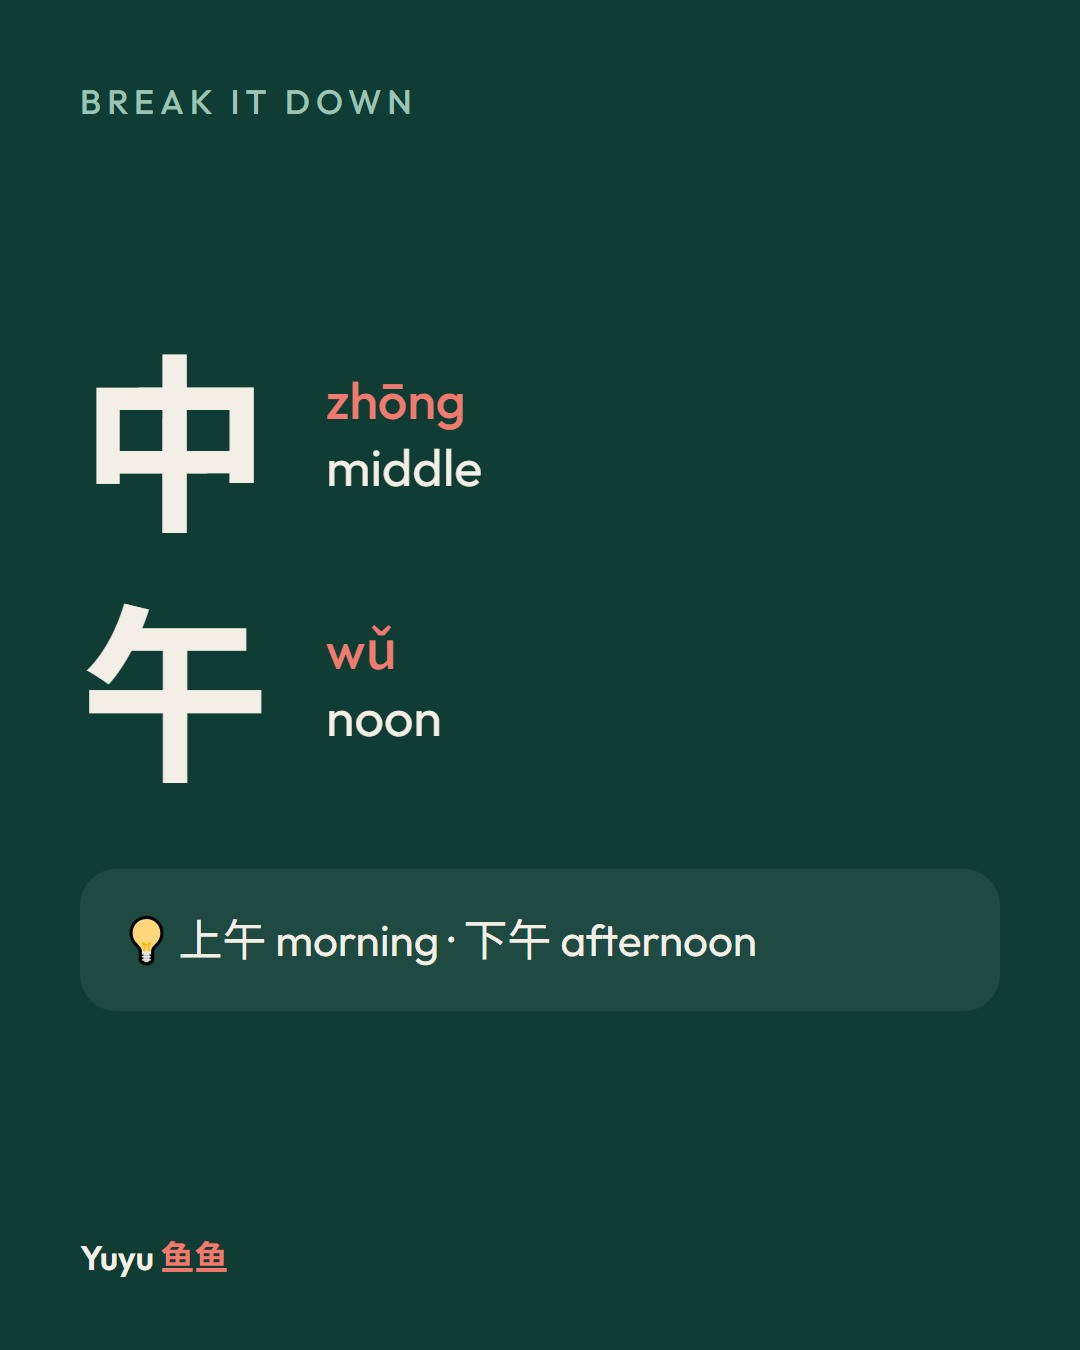 BREAK IT DOWN
中
zhōng
middle
午
wǔ
noon
💡 上午 morning · 下午 afternoon
Yuyu 鱼鱼